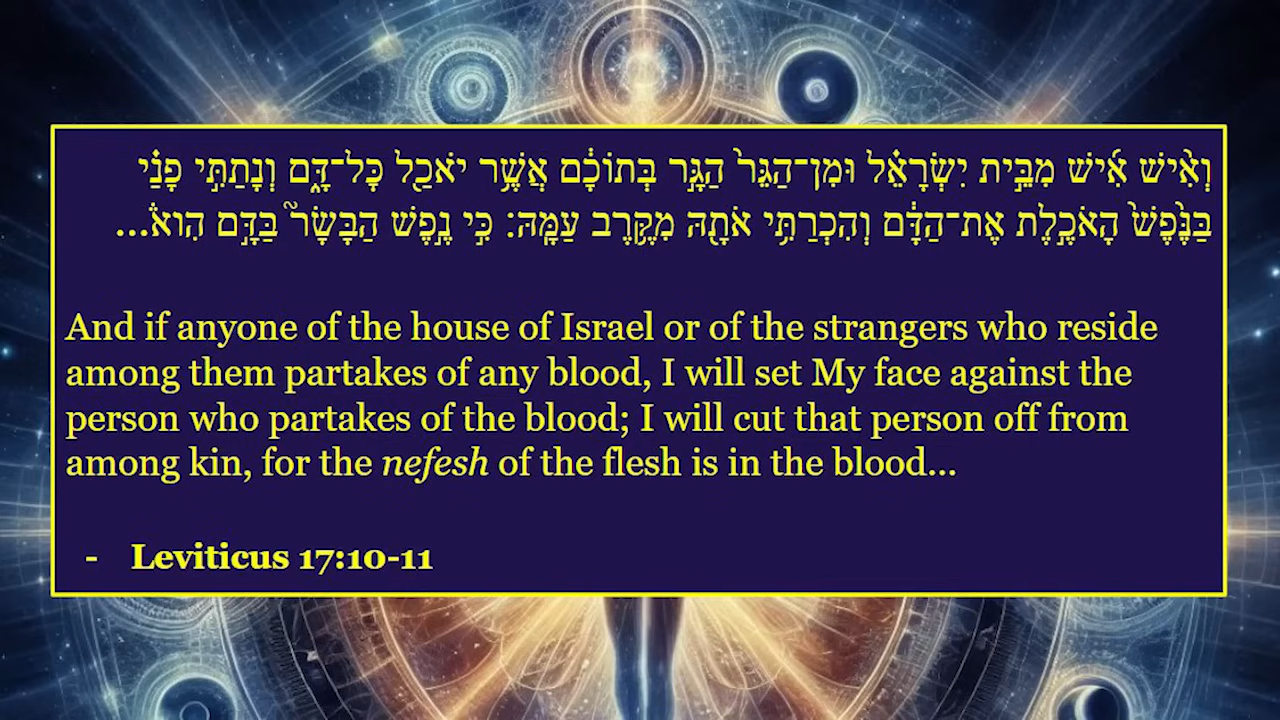 וְאִ֨ישׁ אִ֜ישׁ מִבֵּ֣ית יִשְׂרָאֵ֗ל וּמִן־הַגֵּר֙ הַגָּ֣ר בְּתוֹכָ֔ם אֲשֶׁ֥ר יֹאכַ֖ל כׇּל־דָּ֑ם וְנָתַתִּ֣י פָנַ֗י
בַּנֶּ֙פֶשׁ֙ הָאֹכֶ֣לֶת אֶת־הַדָּ֔ם וְהִכְרַתִּ֥י אֹתָ֖הּ מִקֶּ֥רֶב עַמָּֽהּ׃ כִּ֣י נֶ֣פֶשׁ הַבָּשָׂר֮ בַּדָּ֣ם הִוא֒...
And if anyone of the house of Israel or of the strangers who reside
among them partakes of any blood, I will set My face against the
person who partakes of the blood; I will cut that person off from
among kin, for the nefesh of the flesh is in the blood...
- Leviticus 17:10-11